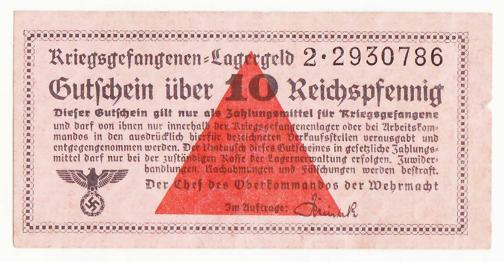 Kriegsgefangenen=Lagergeld 2·2930786
Gutschein über 10 Reichspfennig
Dieser Gutschein gilt nur als Zahlungsmittel für Kriegsgefangene
und darf von ihnen nur innerhalb der Kriegsgefangenenlager oder bei Arbeitskom-
mandos in den ausdrücklich hierfür bezeichneten Verkaufsstellen verausgabt und
entgegengenommen werden. Der Umtausch dieses Gutscheines in gesetzliche Zahlungs-
mittel darf nur bei der zuständigen Kasse der Lagerverwaltung erfolgen. Zuwider-
handlungen, Nachahmungen und Fälschungen werden bestraft.
Der Chef des Oberkommandos der Wehrmacht
Im Auftrage: